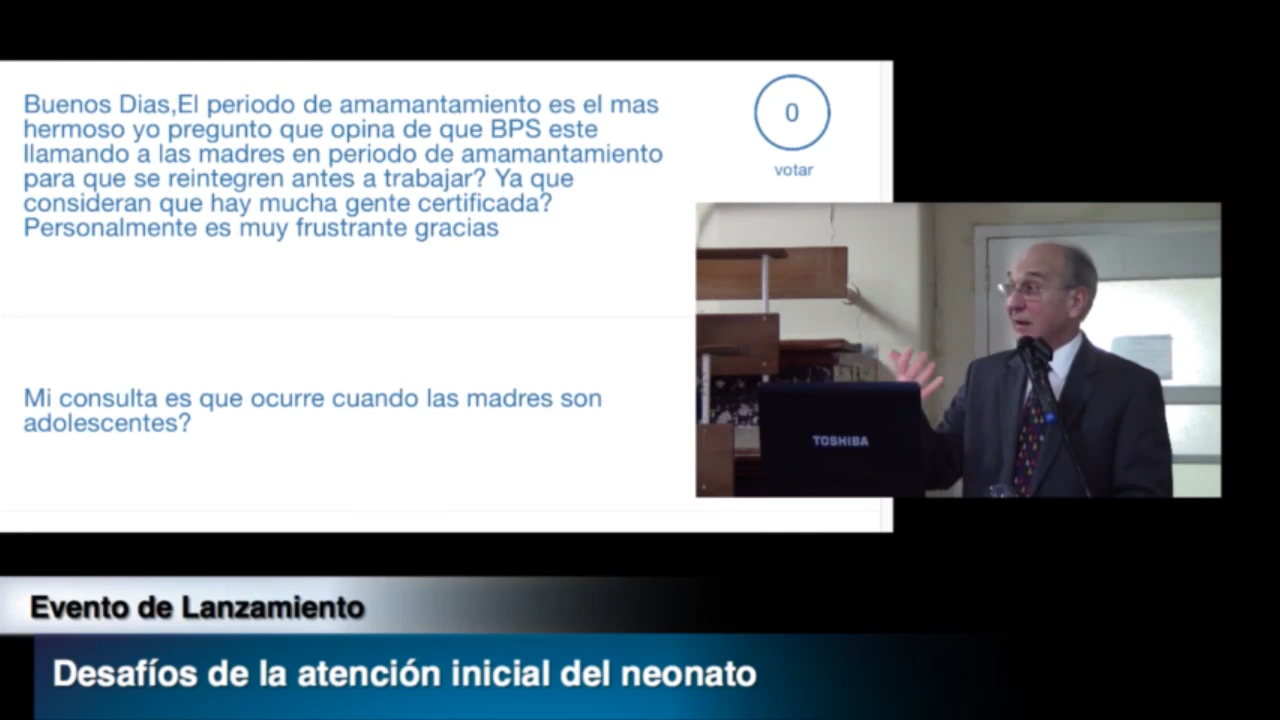 Buenos Dias,El periodo de amamantamiento es el mas
hermoso yo pregunto que opina de que BPS este
llamando a las madres en periodo de amamantamiento
para que se reintegren antes a trabajar? Ya que
consideran que hay mucha gente certificada?
Personalmente es muy frustrante gracias
0
votar
Mi consulta es que ocurre cuando las madres son
adolescentes?
TOSHIBA
Evento de Lanzamiento
Desafíos de la atención inicial del neonato